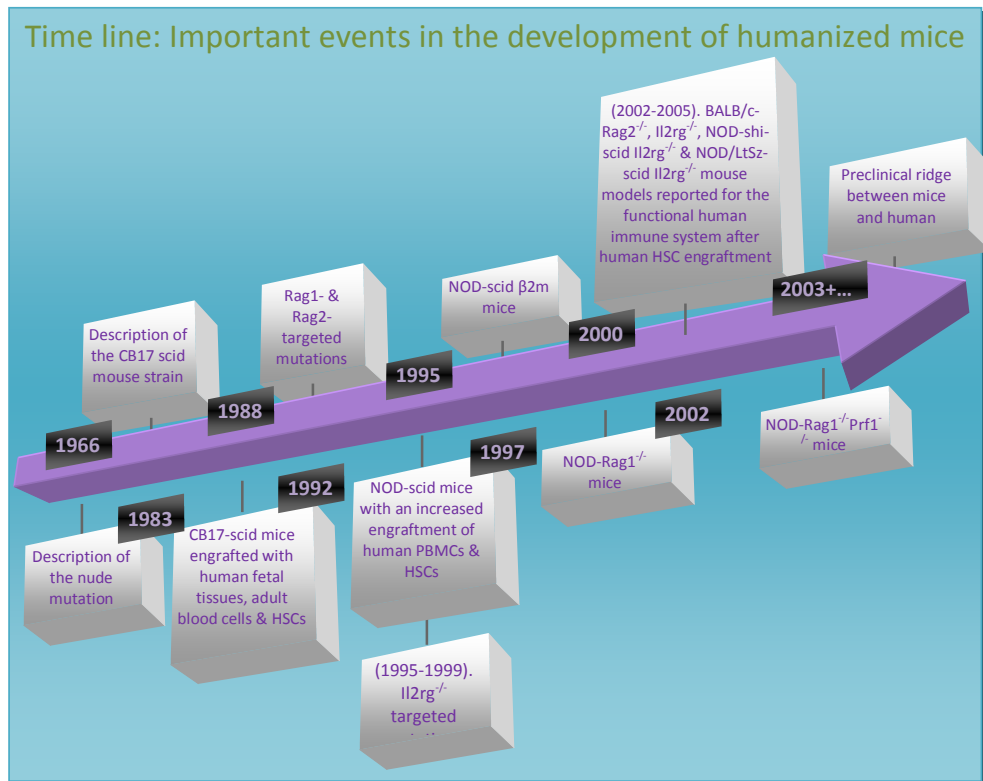 Time line: Important events in the development of humanized mice
(2002-2005). BALB/c-
Rag2-/-, Il2rg-/-, NOD-shi-
scid Il2rg-/- & NOD/LtSz-
scid Il2rg-/- mouse
models reported for the
functional human
immune system after
human HSC engraftment
Preclinical ridge
between mice
and human
NOD-scid β2m
mice
Rag1- &
Rag2-
targeted
mutations
Description of
the CB17 scid
mouse strain
1966
1988
1995
2000
2003+...
1983
1992
1997
2002
Description of
the nude
mutation
CB17-scid mice
engrafted with
human fetal
tissues, adult
blood cells & HSCs
NOD-scid mice
with an increased
engraftment of
human PBMCs &
HSCs
NOD-Rag1-/-
mice
NOD-Rag1-/-Prf1-
/- mice
(1995-1999).
Il2rg-/-
targeted